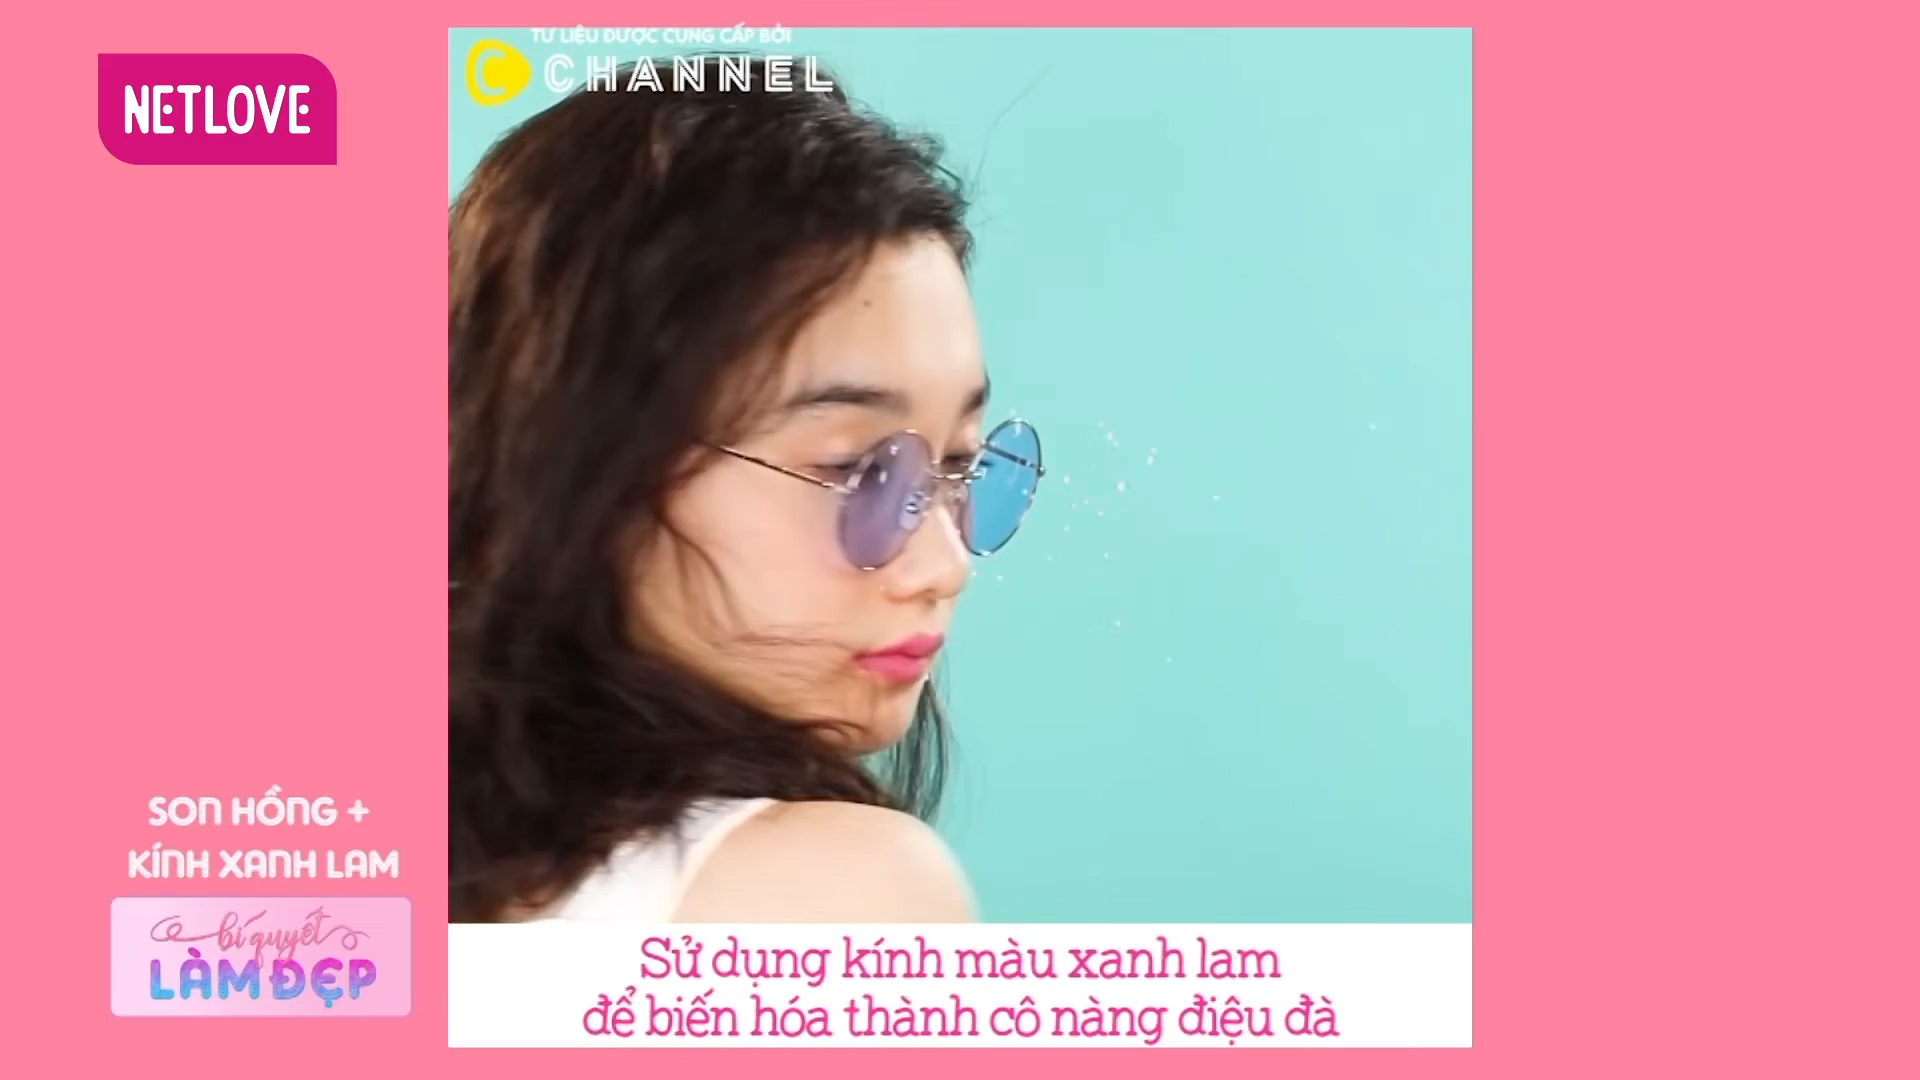 NETLOVE
TƯ LIỆU ĐƯỢC CUNG CẤP BỞI
C CHANNEL
SON HỒNG +
KÍNH XANH LAM
bí quyết
LÀM ĐẸP
Sử dụng kính màu xanh lam
để biến hóa thành cô nàng điệu đà